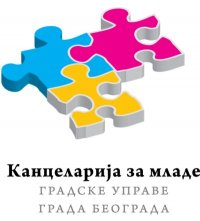 Канцеларија за младе
ГРАДСКЕ УПРАВЕ
ГРАДА БЕОГРАДА